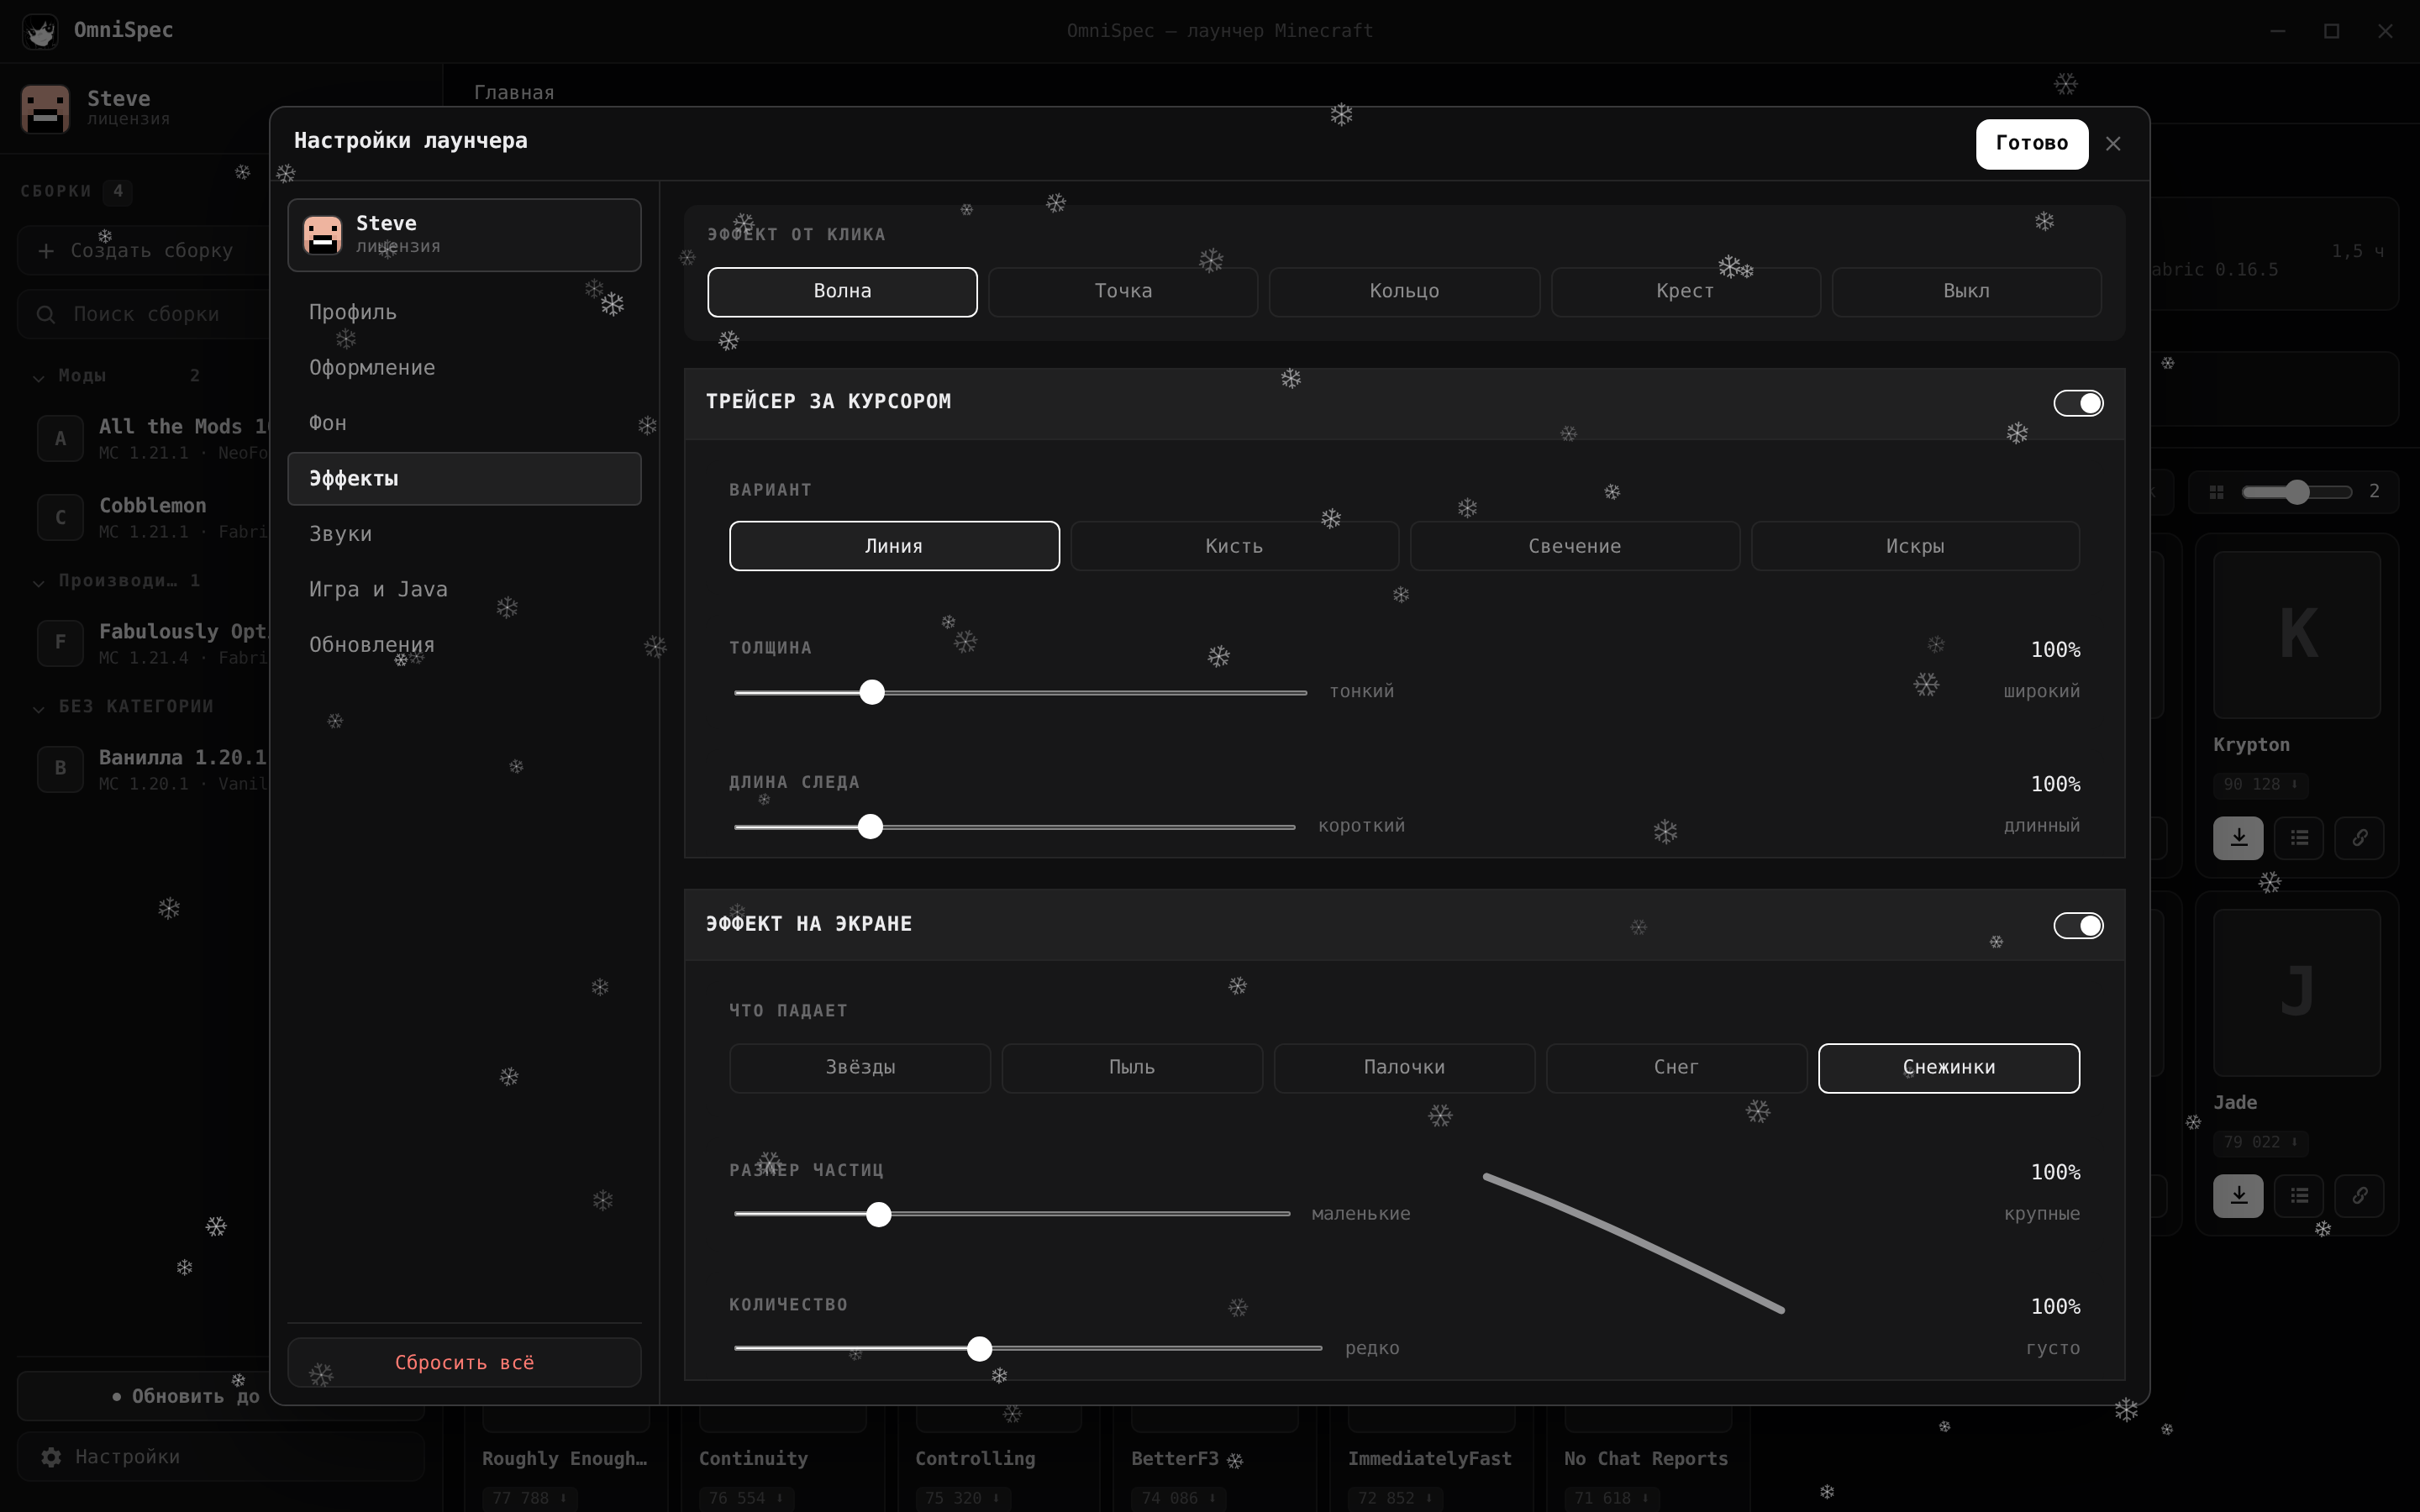 OmniSpec
OmniSpec — лаунчер Minecraft
Steve
лицензия
Главная
СБОРКИ 4
Создать сборку
Поиск сборки
Моды 2
A
All the Mods 1
MC 1.21.1 · NeoFo
C
Cobblemon
MC 1.21.1 · Fabri
Производи… 1
F
Fabulously Opt
MC 1.21.4 · Fabri
БЕЗ КАТЕГОРИИ
В
Ванилла 1.20.1
MC 1.20.1 · Vanil
Обновить до
Настройки
Настройки лаунчера
Готово
Steve
лицензия
Профиль
Оформление
Фон
Эффекты
Звуки
Игра и Java
Обновления
Сбросить всё
ЭФФЕКТ ОТ КЛИКА
Волна
Точка
Кольцо
Крест
Выкл
ТРЕЙСЕР ЗА КУРСОРОМ
ВАРИАНТ
Линия
Кисть
Свечение
Искры
ТОЛЩИНА 100%
тонкий широкий
ДЛИНА СЛЕДА 100%
короткий длинный
ЭФФЕКТ НА ЭКРАНЕ
ЧТО ПАДАЕТ
Звёзды
Пыль
Палочки
Снег
Снежинки
РАЗМЕР ЧАСТИЦ 100%
маленькие крупные
КОЛИЧЕСТВО 100%
редко густо
1,5 ч
abric 0.16.5
2
K
Krypton
90 128
J
Jade
79 022
Roughly Enough…
77 788
Continuity
76 554
Controlling
75 320
BetterF3
74 086
ImmediatelyFast
72 852
No Chat Reports
71 618